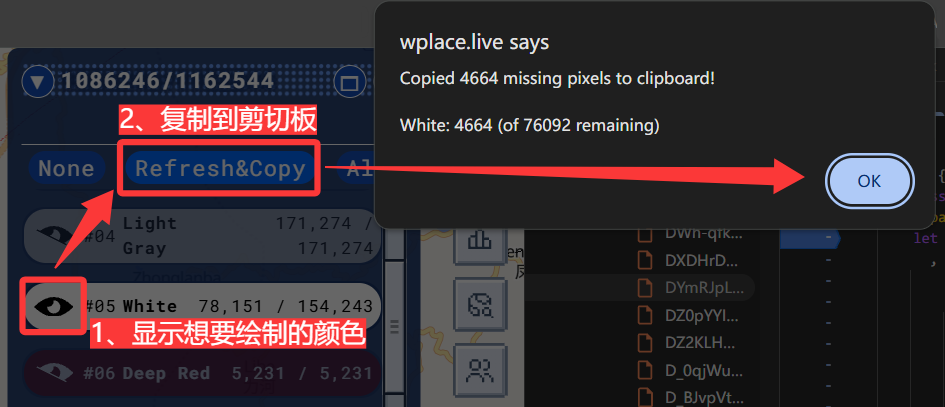 wplace.live says
Copied 4664 missing pixels to clipboard!
White: 4664 (of 76092 remaining)
OK
1086246/1162544
2、复制到剪切板
None
Refresh&Copy
Al
#04 Light Gray 171,274 / 171,274
#05 White 78,151 / 154,243
1、显示想要绘制的颜色
#06 Deep Red 5,231 / 5,231
DWh-qfk...
DXDHrD...
DYmRJpL...
DZ0pYYI...
DZ2KLH...
D_0qjWu...
D_BJvpVt...
{
let
,